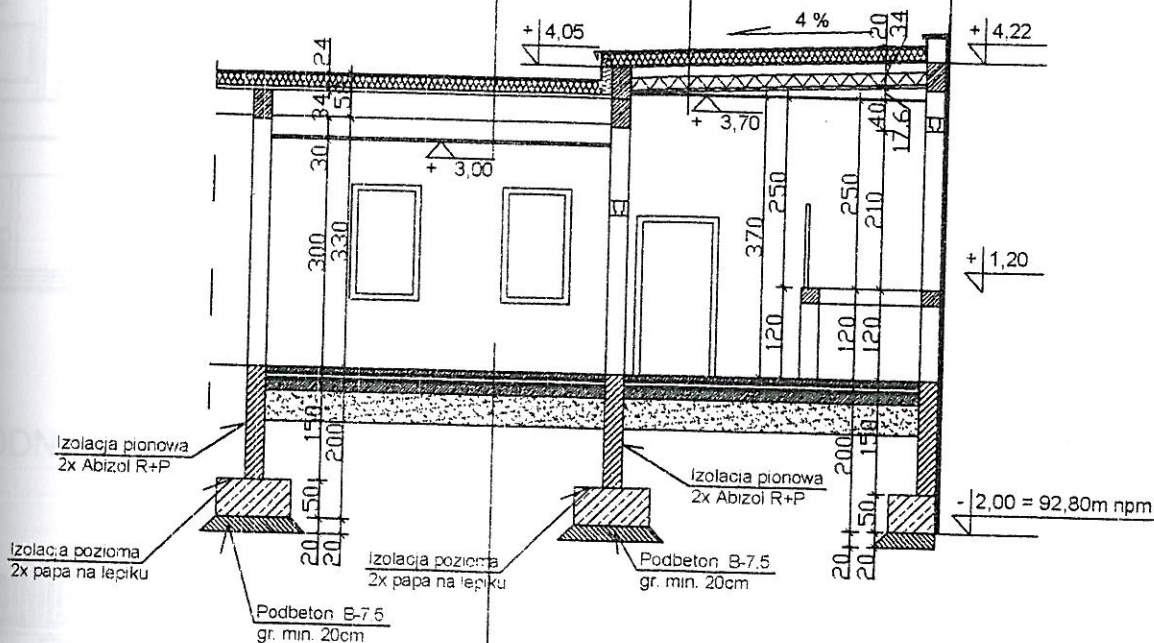 4 %
20
34
+ 4,05
+ 4,22
24
34
5
30
+ 3,00
+ 3,70
40
17.6
300
330
370
250
250
210
+ 1,20
120
120
120
150
200
Izolacja pionowa
2x Abizol R+P
50
20
20
Izolacja pozioma
2x papa na lepiku
Podbeton B-7.5
gr. min. 20cm
Izolacja pionowa
2x Abizol R+P
Izolacja pozioma
2x papa na lepiku
Podbeton B-7.5
gr. min. 20cm
200
150
50
20
20
- 2,00 = 92,80m npm